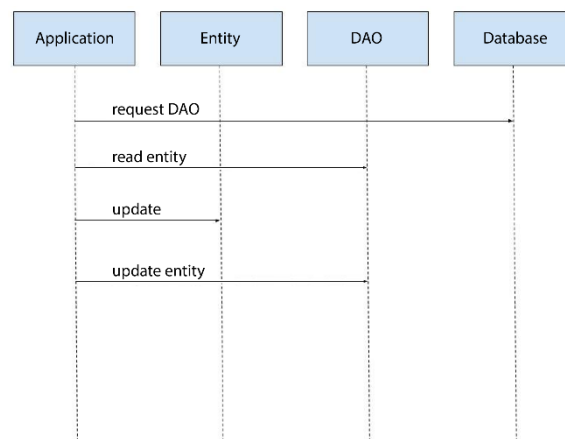 Application
Entity
DAO
Database
request DAO
read entity
update
update entity